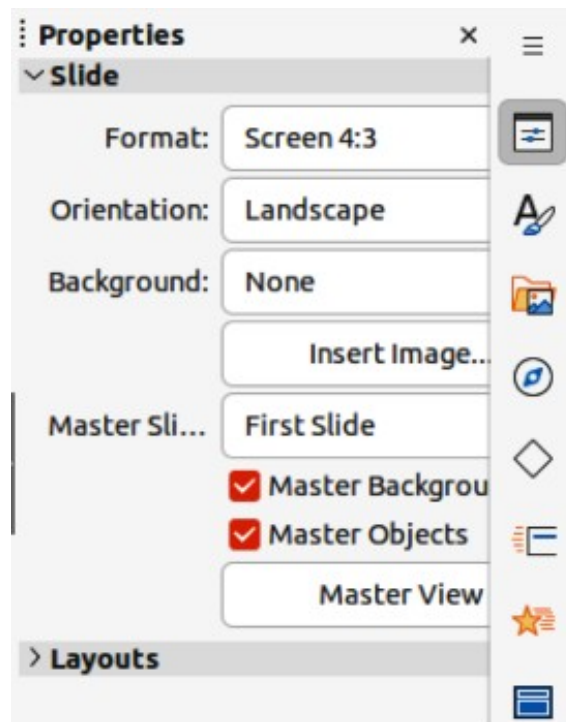 Properties
Slide
Format: Screen 4:3
Orientation: Landscape
Background: None
Insert Image...
Master Sli... First Slide
Master Backgrou
Master Objects
Master View
Layouts